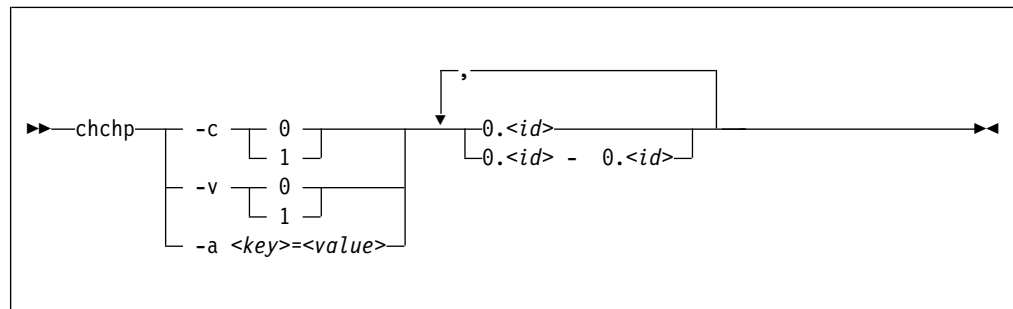 ,
chchp -c 0 0.<id>
1 0.<id> - 0.<id>
-v 0
1
-a <key>=<value>